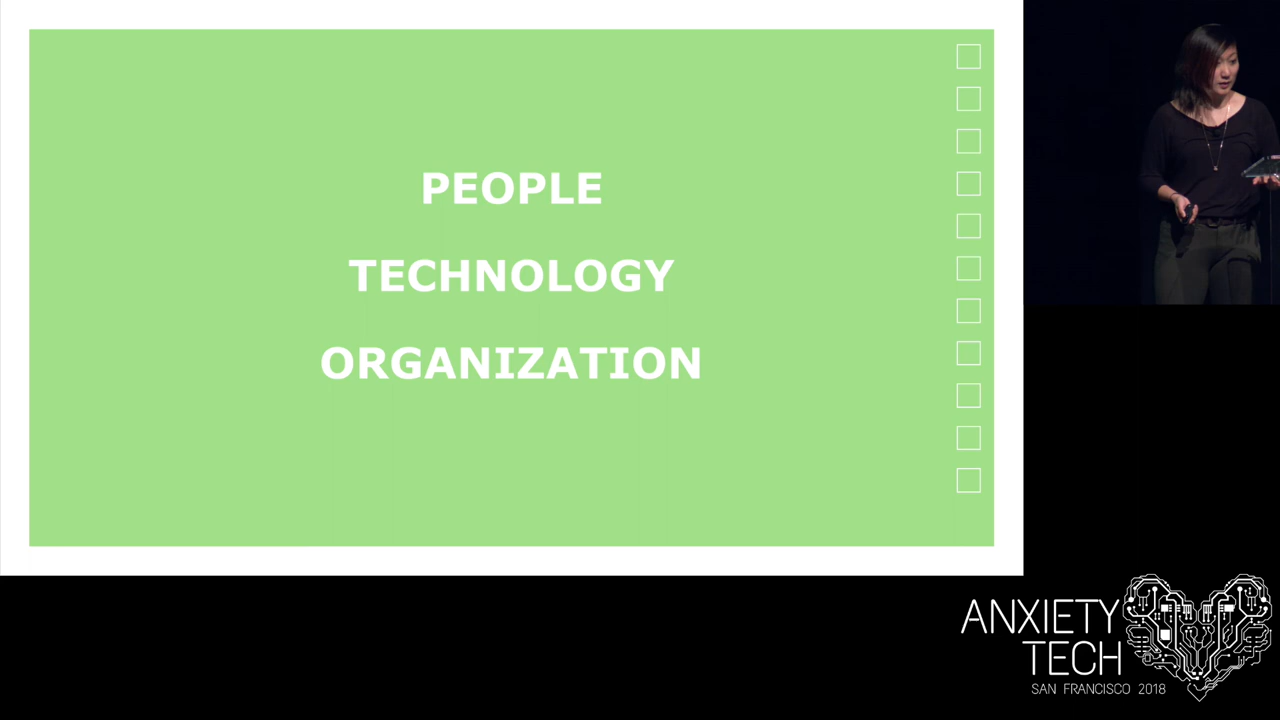 PEOPLE
TECHNOLOGY
ORGANIZATION
ANXIETY
TECH
SAN FRANCISCO 2018